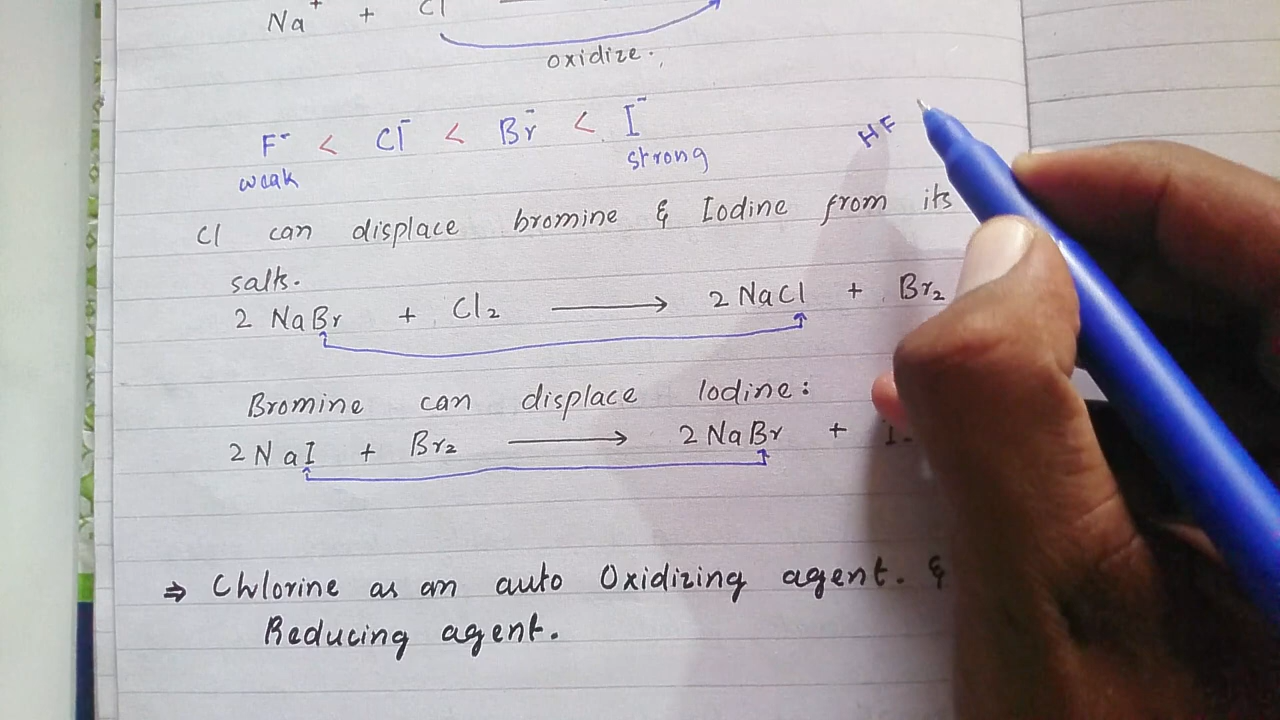 Na⁺ + Cl
oxidize.
F⁻ < Cl⁻ < Br⁻ < I⁻
weak strong
HF
Cl can displace bromine & Iodine from its
salts.
2 NaBr + Cl₂ → 2 NaCl + Br₂
Bromine can displace Iodine:
2 NaI + Br₂ → 2 NaBr + I
⇒ Chlorine as an auto Oxidizing agent. &
Reducing agent.